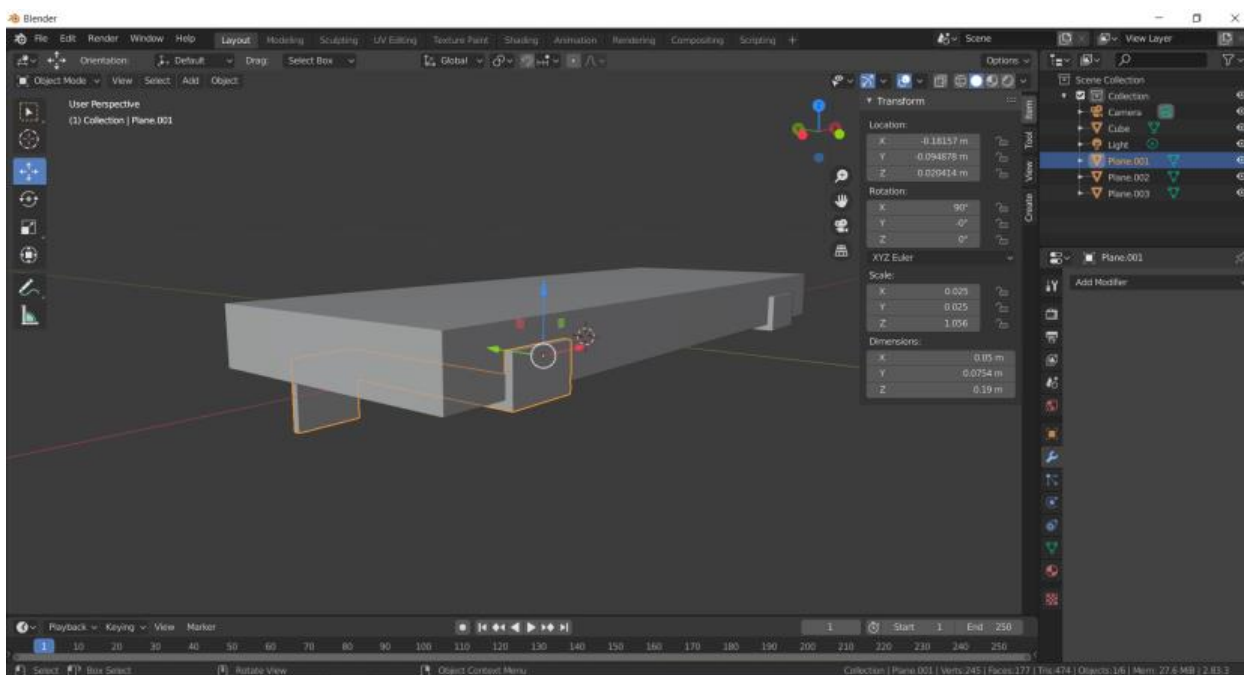 Blender
File Edit Render Window Help Layout Modeling Sculpting UV Editing Texture Paint Shading Animation Rendering Compositing Scripting + Scene View Layer
Orientation: Default Drag: Select Box Global Options
Object Mode View Select Add Object
User Perspective
(1) Collection | Plane.001
Transform
Location:
X -0.18157 m
Y -0.094878 m
Z 0.020414 m
Rotation:
X 90°
Y -0°
Z 0°
XYZ Euler
Scale:
X 0.025
Y 0.025
Z 1.056
Dimensions:
X 0.05 m
Y 0.0754 m
Z 0.19 m
Item
Tool
View
Create
Scene Collection
Collection
Camera
Cube
Light
Plane.001
Plane.002
Plane.003
Plane.001
Add Modifier
Playback Keying View Marker 1 Start 1 End 250
1 10 20 30 40 50 60 70 80 90 100 110 120 130 140 150 160 170 180 190 200 210 220 230 240 250
Select Box Select Rotate View Object Context Menu Collection | Plane.001 | Verts:245 | Faces:177 | Tris:474 | Objects:1/6 | Mem: 27.6 MiB | 2.83.3